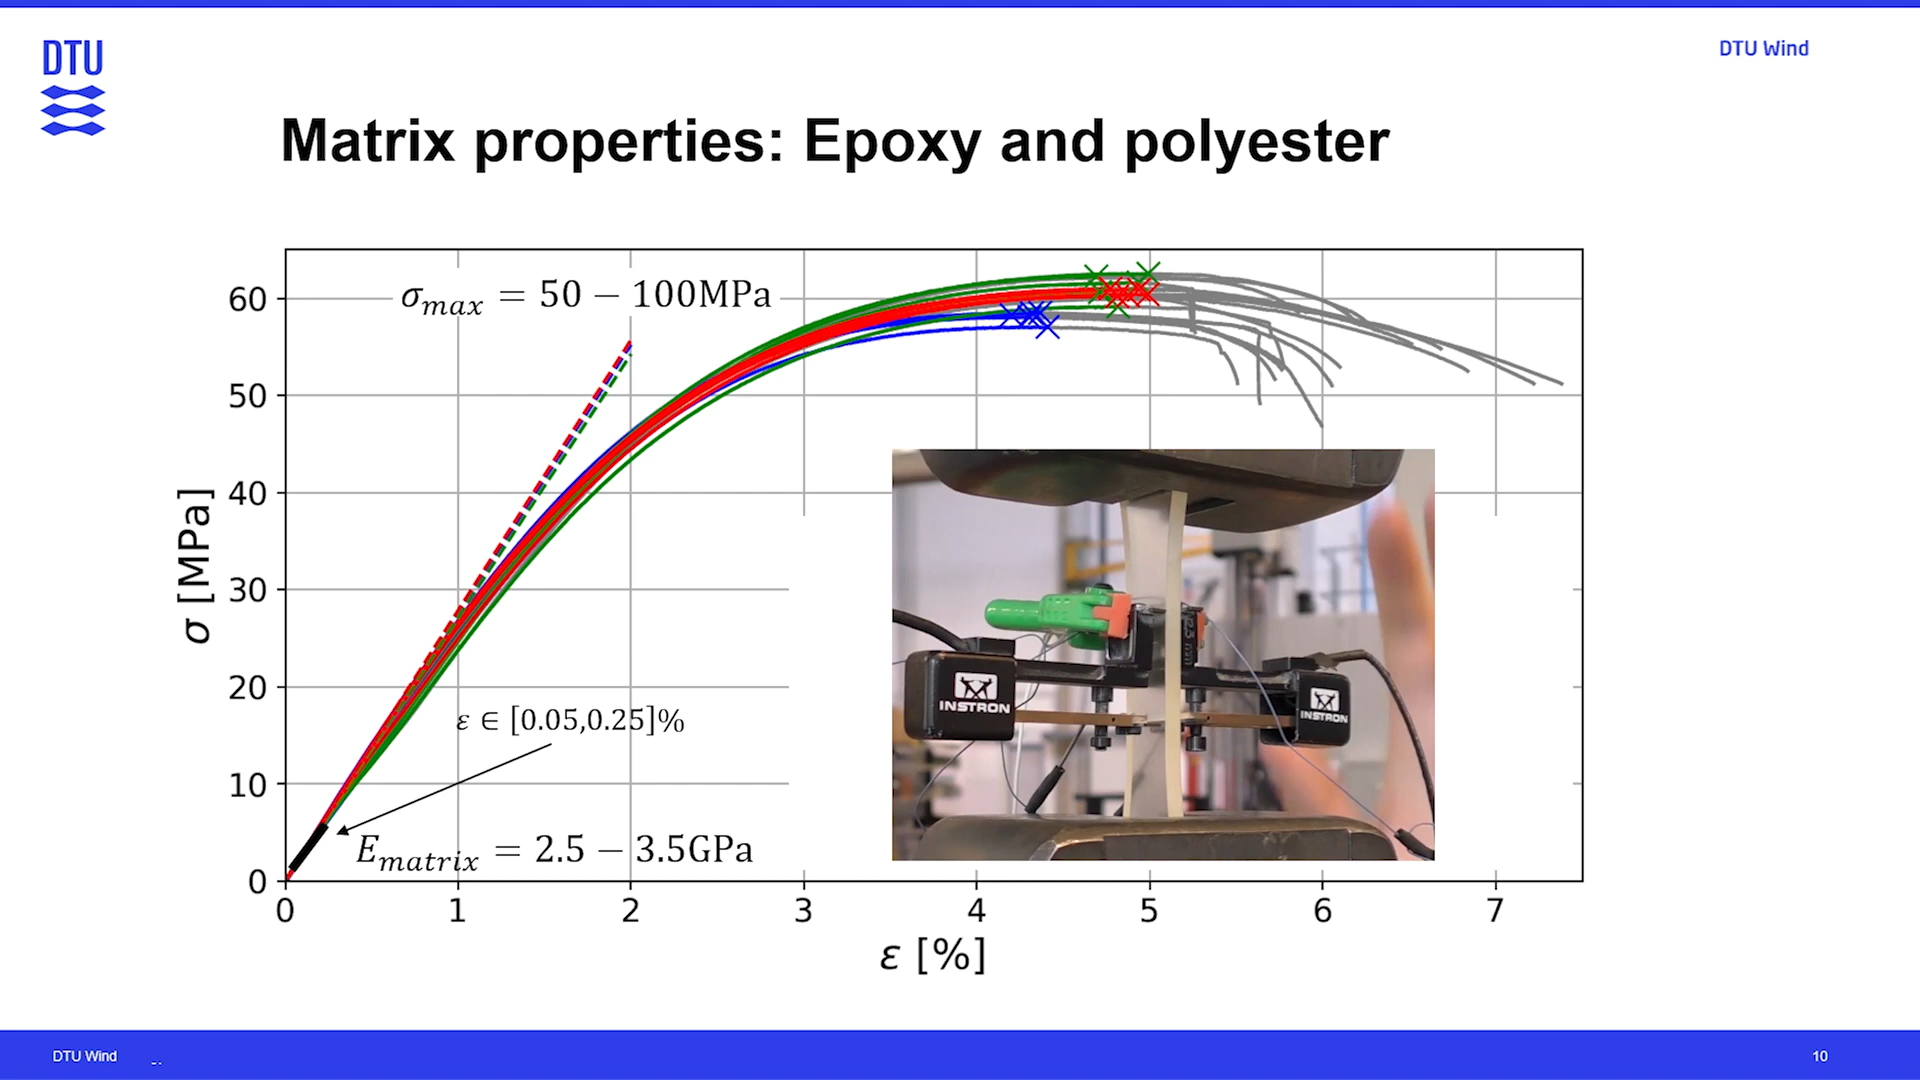 DTU
DTU Wind
Matrix properties: Epoxy and polyester
σ_max = 50 − 100MPa
60
50
40
30
20
10
0
σ [MPa]
ε ∈ [0.05,0.25]%
E_matrix = 2.5 − 3.5GPa
INSTRON
INSTRON
0 1 2 3 4 5 6 7
ε [%]
DTU Wind
10